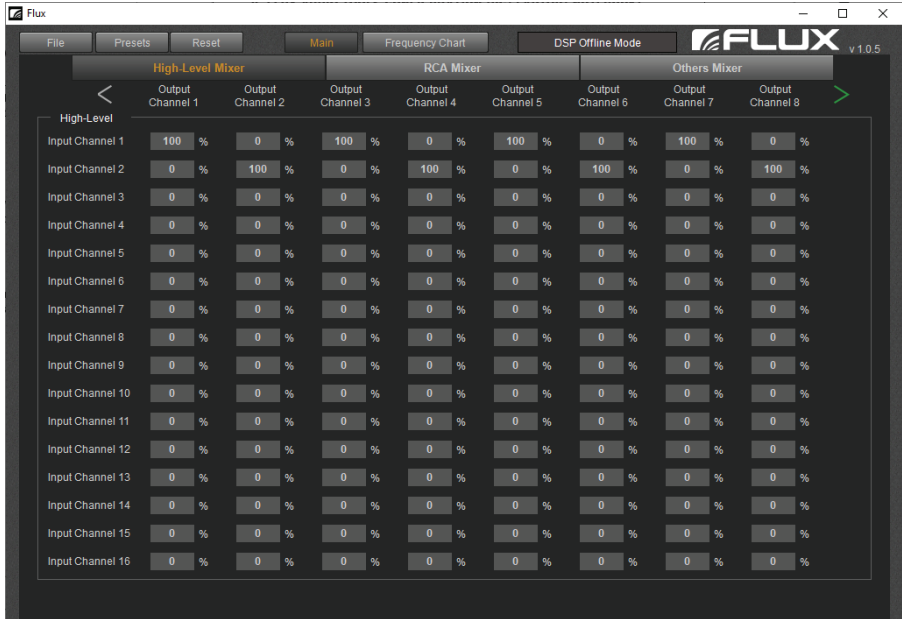 Flux
File Presets Reset Main Frequency Chart DSP Offline Mode FLUX v 1.0.5
High-Level Mixer RCA Mixer Others Mixer
< Output Channel 1 Output Channel 2 Output Channel 3 Output Channel 4 Output Channel 5 Output Channel 6 Output Channel 7 Output Channel 8 >
High-Level
Input Channel 1 100 % 0 % 100 % 0 % 100 % 0 % 100 % 0 %
Input Channel 2 0 % 100 % 0 % 100 % 0 % 100 % 0 % 100 %
Input Channel 3 0 % 0 % 0 % 0 % 0 % 0 % 0 % 0 %
Input Channel 4 0 % 0 % 0 % 0 % 0 % 0 % 0 % 0 %
Input Channel 5 0 % 0 % 0 % 0 % 0 % 0 % 0 % 0 %
Input Channel 6 0 % 0 % 0 % 0 % 0 % 0 % 0 % 0 %
Input Channel 7 0 % 0 % 0 % 0 % 0 % 0 % 0 % 0 %
Input Channel 8 0 % 0 % 0 % 0 % 0 % 0 % 0 % 0 %
Input Channel 9 0 % 0 % 0 % 0 % 0 % 0 % 0 % 0 %
Input Channel 10 0 % 0 % 0 % 0 % 0 % 0 % 0 % 0 %
Input Channel 11 0 % 0 % 0 % 0 % 0 % 0 % 0 % 0 %
Input Channel 12 0 % 0 % 0 % 0 % 0 % 0 % 0 % 0 %
Input Channel 13 0 % 0 % 0 % 0 % 0 % 0 % 0 % 0 %
Input Channel 14 0 % 0 % 0 % 0 % 0 % 0 % 0 % 0 %
Input Channel 15 0 % 0 % 0 % 0 % 0 % 0 % 0 % 0 %
Input Channel 16 0 % 0 % 0 % 0 % 0 % 0 % 0 % 0 %